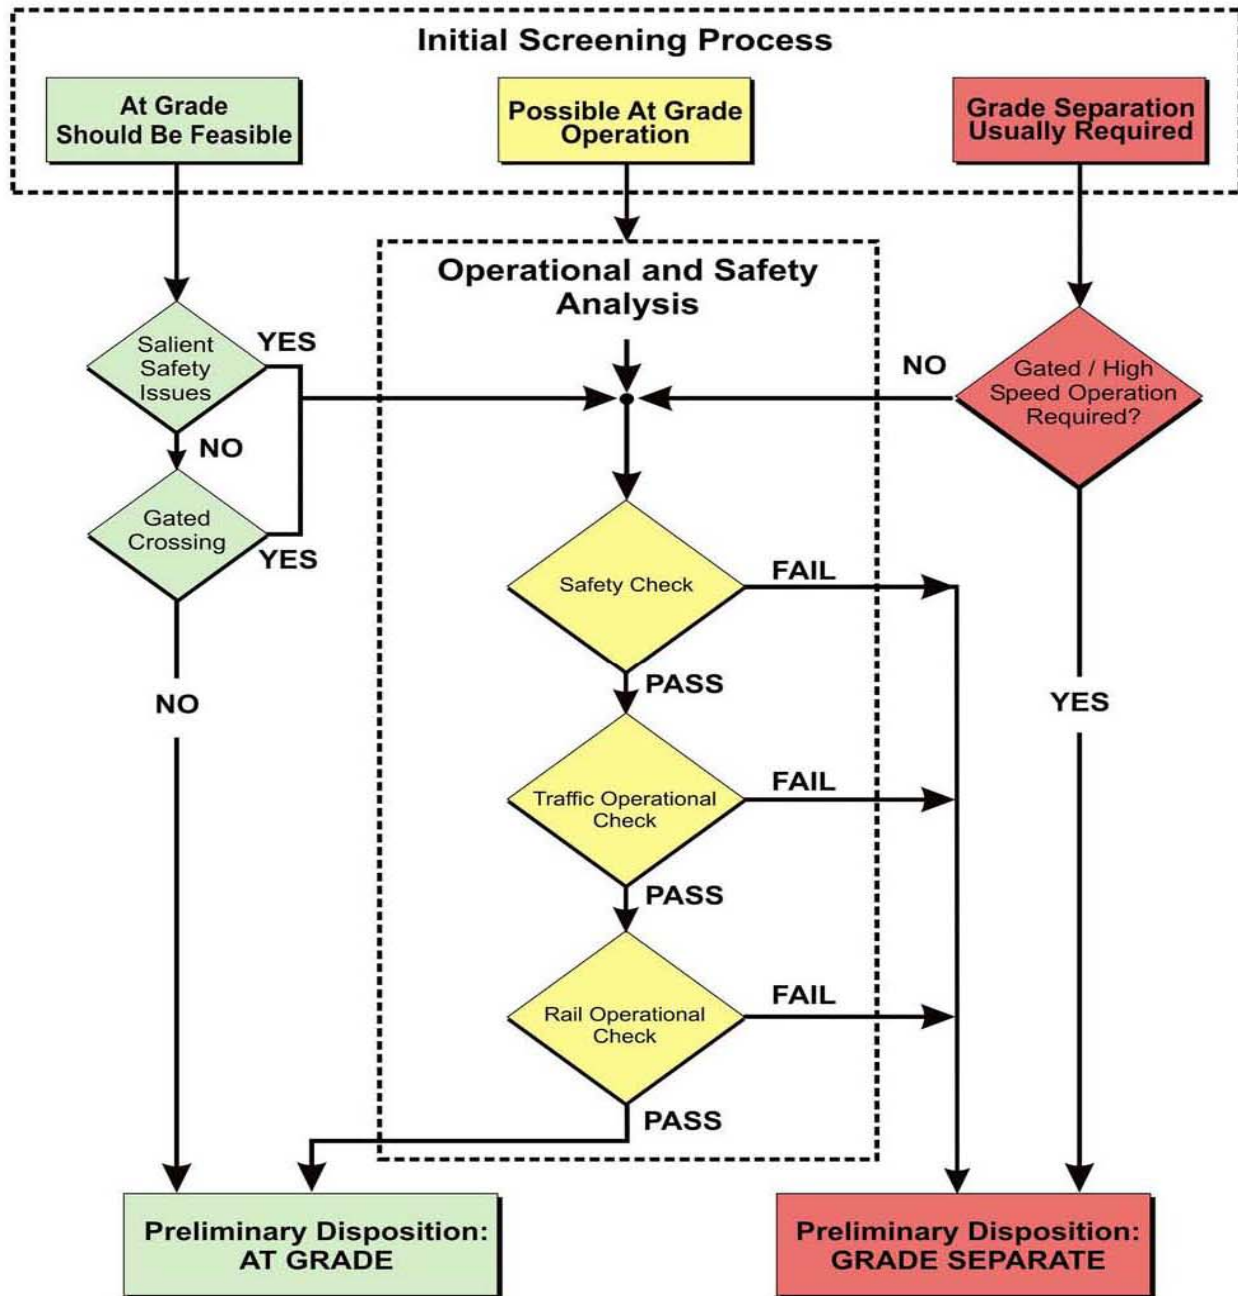 Initial Screening Process
At Grade
Should Be Feasible
Possible At Grade
Operation
Grade Separation
Usually Required
Operational and Safety
Analysis
Salient
Safety
Issues
YES
NO
Gated
Crossing
YES
NO
NO
Gated / High
Speed Operation
Required?
YES
Safety Check
FAIL
PASS
Traffic Operational
Check
FAIL
PASS
Rail Operational
Check
FAIL
PASS
Preliminary Disposition:
AT GRADE
Preliminary Disposition:
GRADE SEPARATE